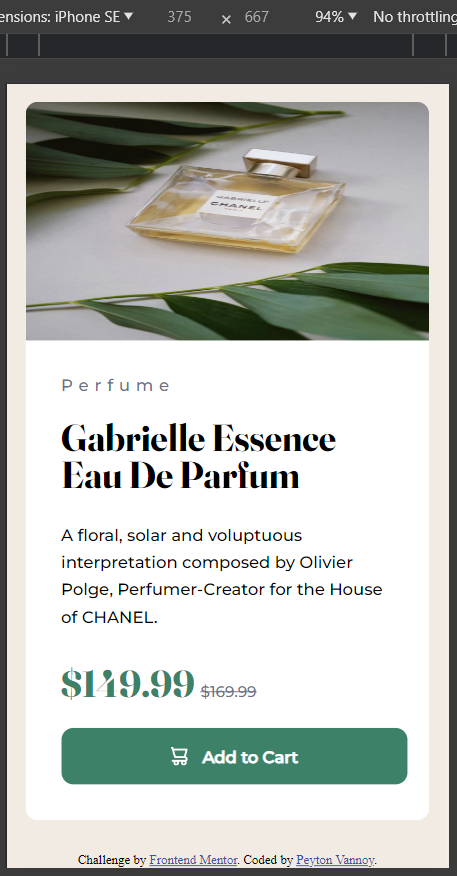 ensions: iPhone SE ▼ 375 × 667 94% ▼ No throttling
GABRIELLE
CHANEL
PARIS
Perfume
Gabrielle Essence
Eau De Parfum
A floral, solar and voluptuous
interpretation composed by Olivier
Polge, Perfumer-Creator for the House
of CHANEL.
$149.99 $169.99
Add to Cart
Challenge by Frontend Mentor. Coded by Peyton Vannoy.